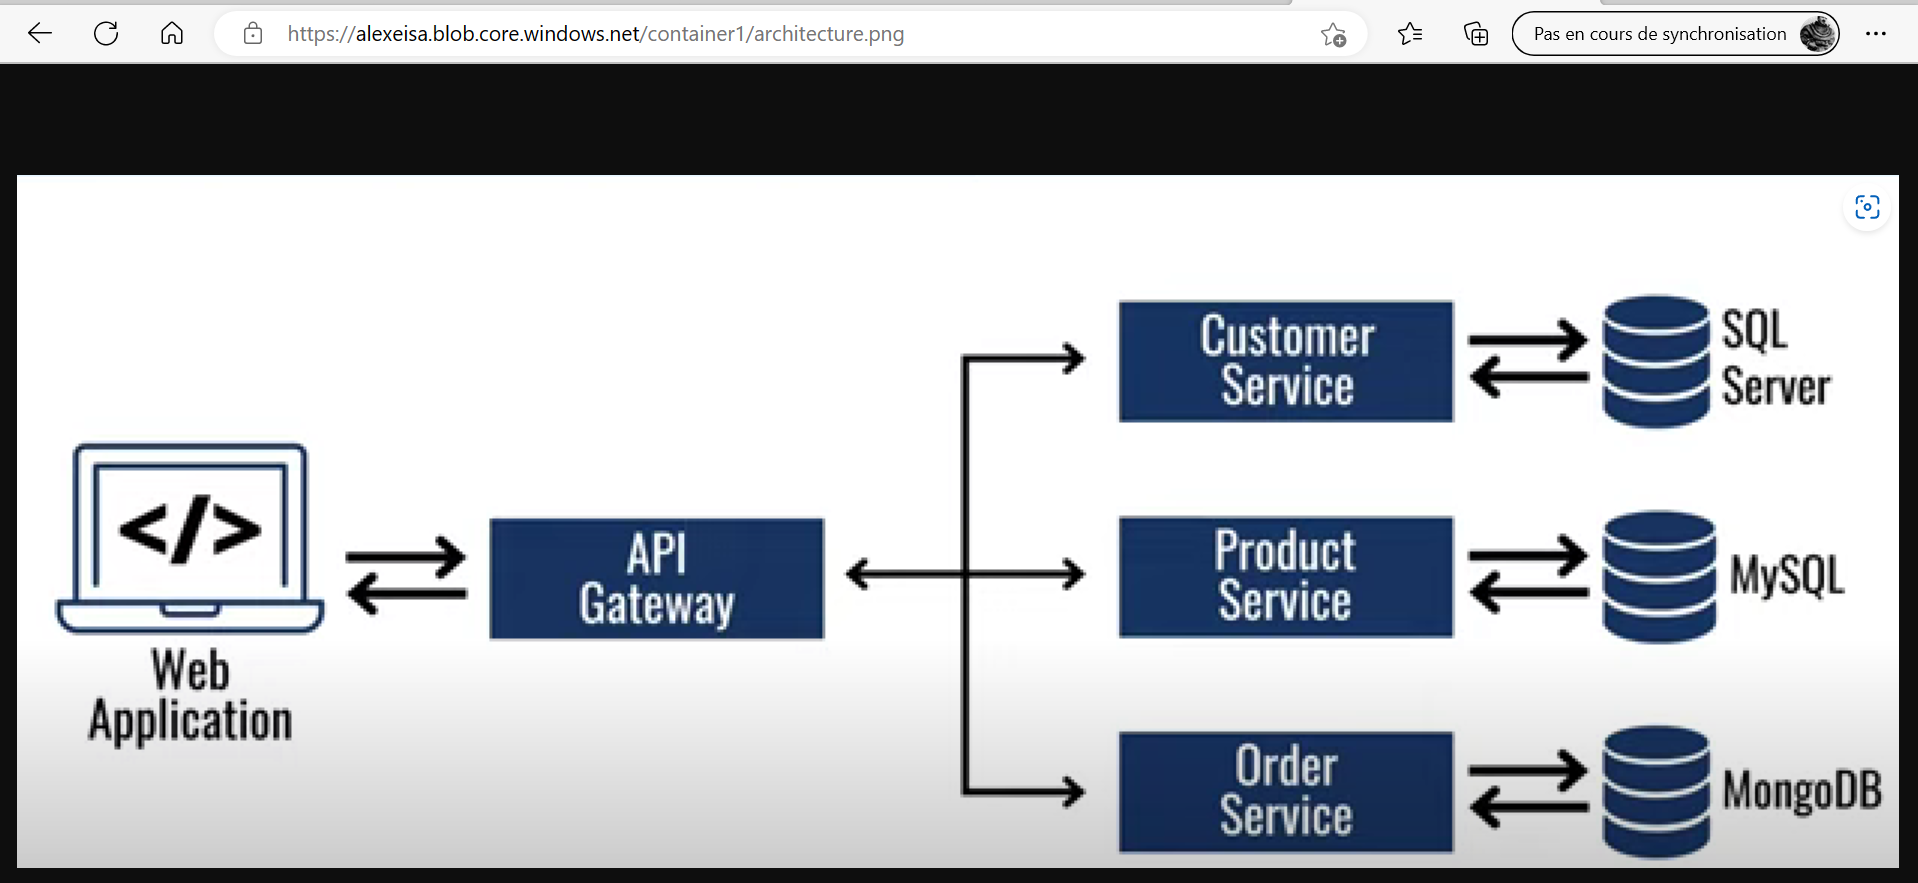 https://alexeisa.blob.core.windows.net/container1/architecture.png
Pas en cours de synchronisation
Customer
Service
SQL
Server
</>
API
Gateway
Product
Service
MySQL
Web
Application
Order
Service
MongoDB